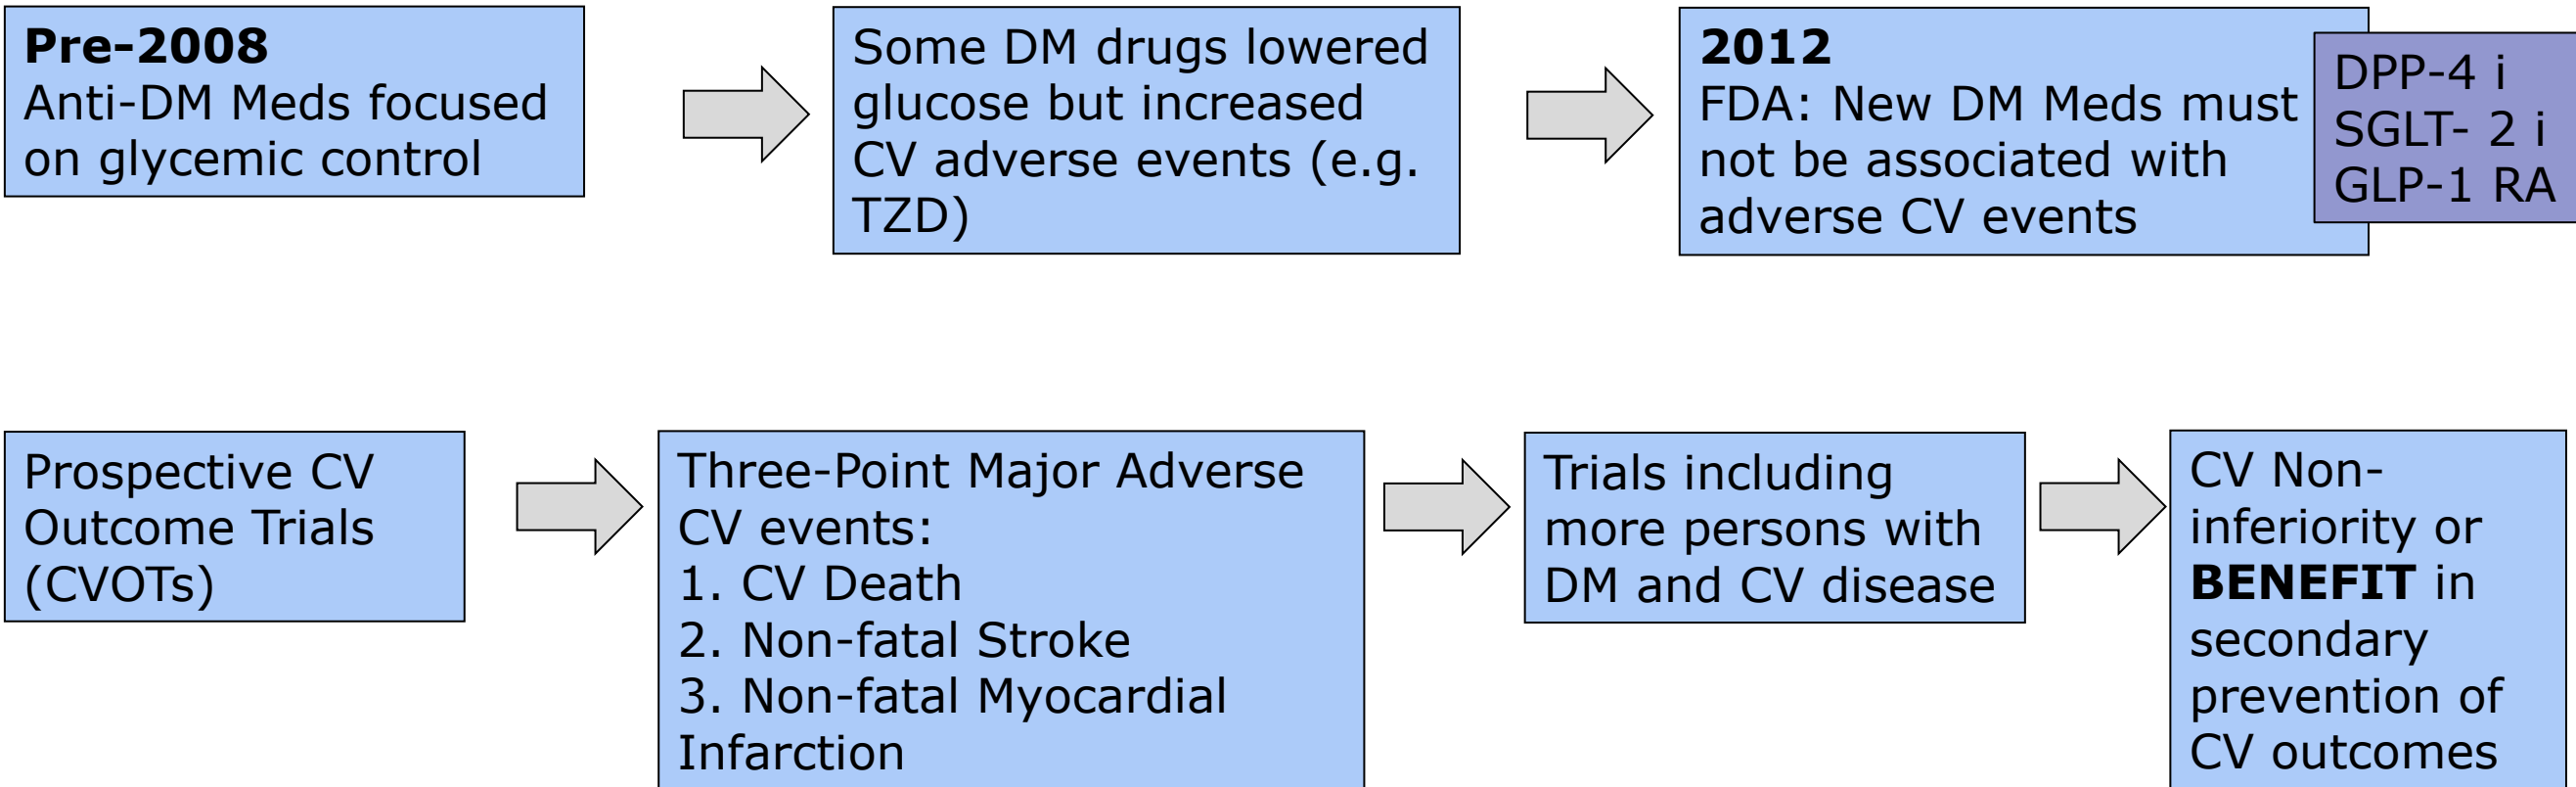 Pre-2008
Anti-DM Meds focused
on glycemic control
Some DM drugs lowered
glucose but increased
CV adverse events (e.g.
TZD)
2012
FDA: New DM Meds must
not be associated with
adverse CV events
DPP-4 i
SGLT- 2 i
GLP-1 RA
Prospective CV
Outcome Trials
(CVOTs)
Three-Point Major Adverse
CV events:
1. CV Death
2. Non-fatal Stroke
3. Non-fatal Myocardial
Infarction
Trials including
more persons with
DM and CV disease
CV Non-
inferiority or
BENEFIT in
secondary
prevention of
CV outcomes